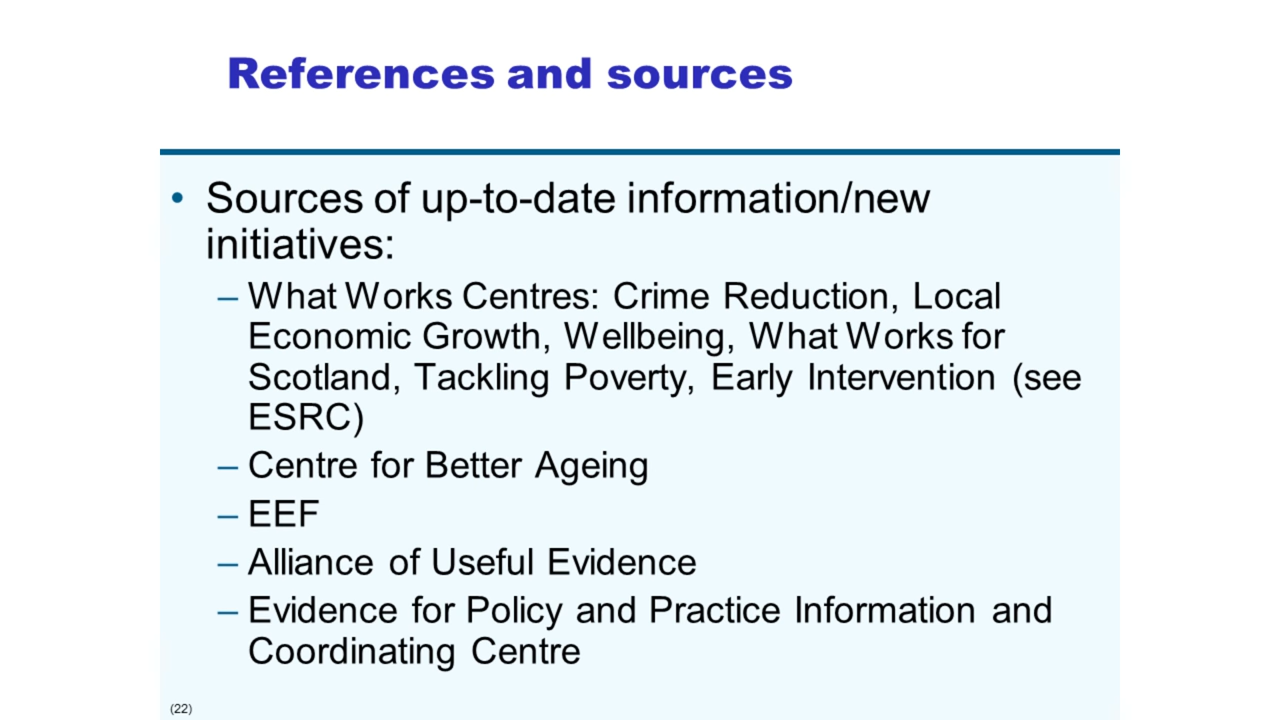 References and sources
• Sources of up-to-date information/new
initiatives:
– What Works Centres: Crime Reduction, Local
Economic Growth, Wellbeing, What Works for
Scotland, Tackling Poverty, Early Intervention (see
ESRC)
– Centre for Better Ageing
– EEF
– Alliance of Useful Evidence
– Evidence for Policy and Practice Information and
Coordinating Centre
(22)